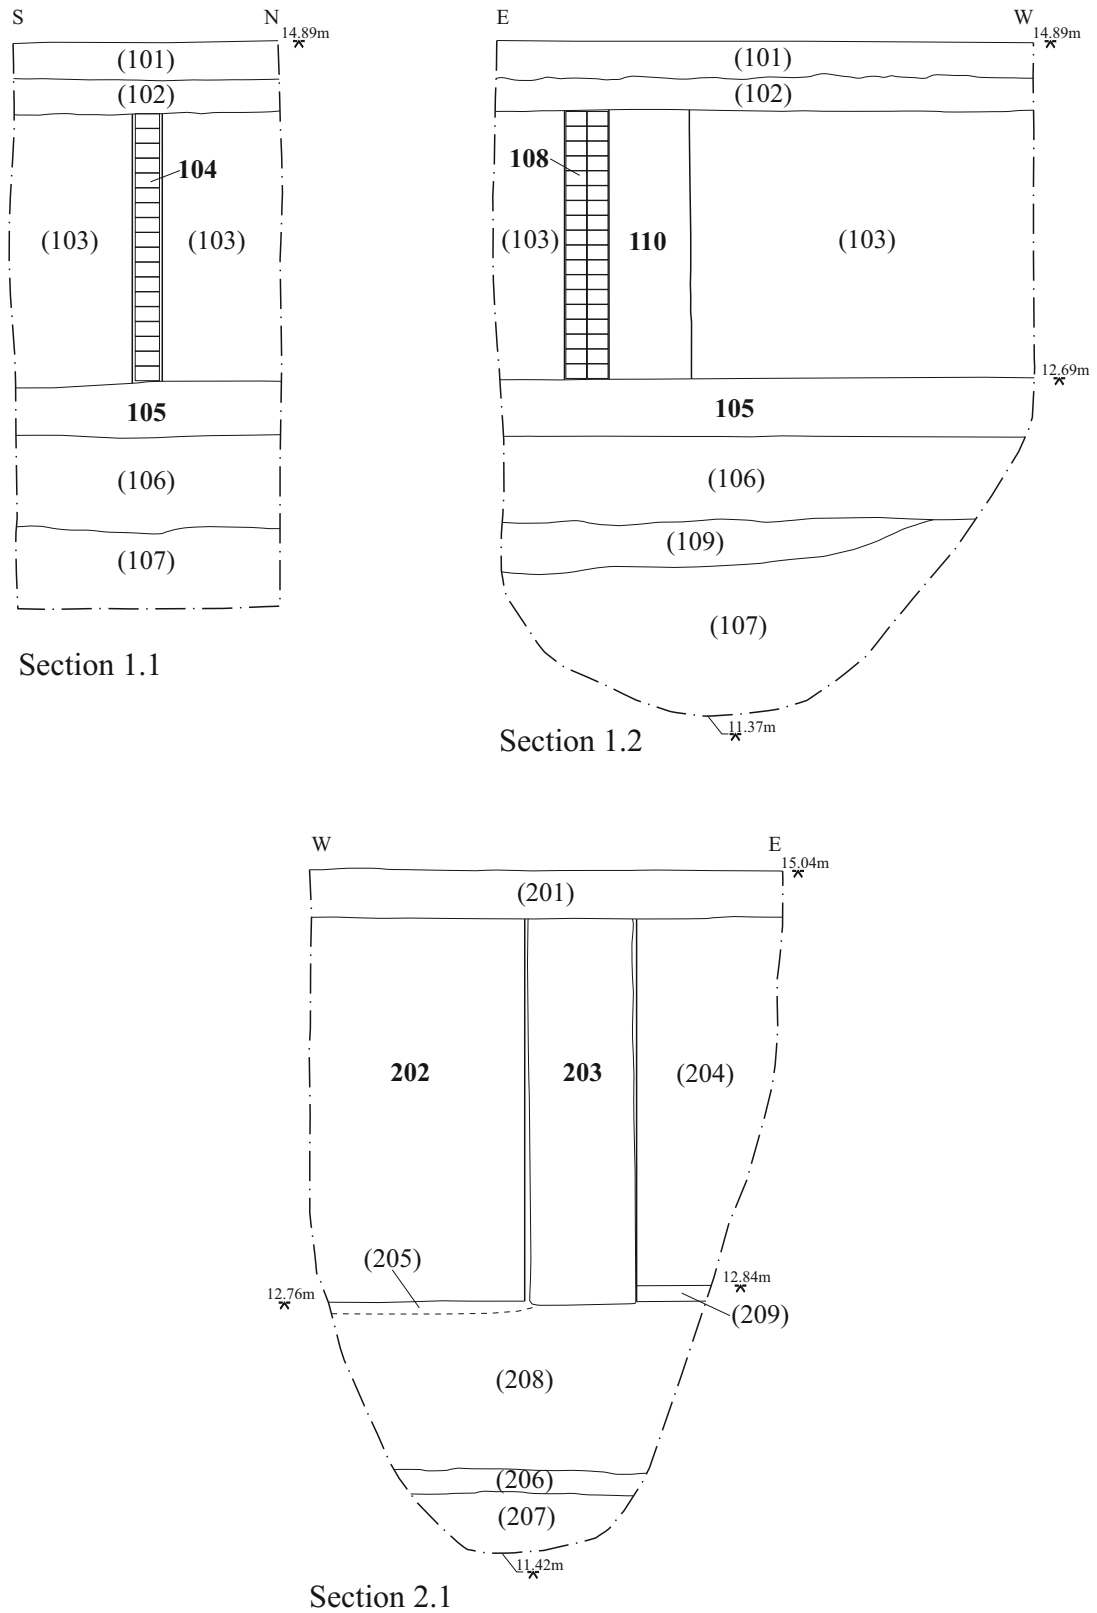 S N 14.89m
(101)
(102)
104
(103) (103)
105
(106)
(107)
Section 1.1
E W 14.89m
(101)
(102)
108
(103) 110 (103)
12.69m
105
(106)
(109)
(107)
11.37m
Section 1.2
W E 15.04m
(201)
202 203 (204)
(205)
12.76m 12.84m
(209)
(208)
(206)
(207)
11.42m
Section 2.1